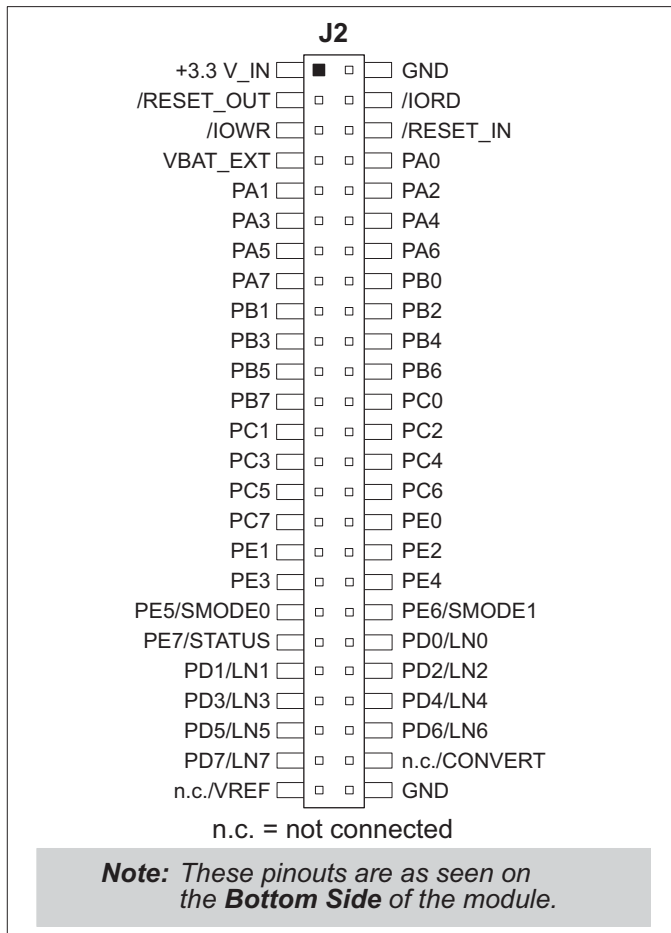 J2
+3.3 V_IN GND
/RESET_OUT /IORD
/IOWR /RESET_IN
VBAT_EXT PA0
PA1 PA2
PA3 PA4
PA5 PA6
PA7 PB0
PB1 PB2
PB3 PB4
PB5 PB6
PB7 PC0
PC1 PC2
PC3 PC4
PC5 PC6
PC7 PE0
PE1 PE2
PE3 PE4
PE5/SMODE0 PE6/SMODE1
PE7/STATUS PD0/LN0
PD1/LN1 PD2/LN2
PD3/LN3 PD4/LN4
PD5/LN5 PD6/LN6
PD7/LN7 n.c./CONVERT
n.c./VREF GND
n.c. = not connected
Note: These pinouts are as seen on
the Bottom Side of the module.